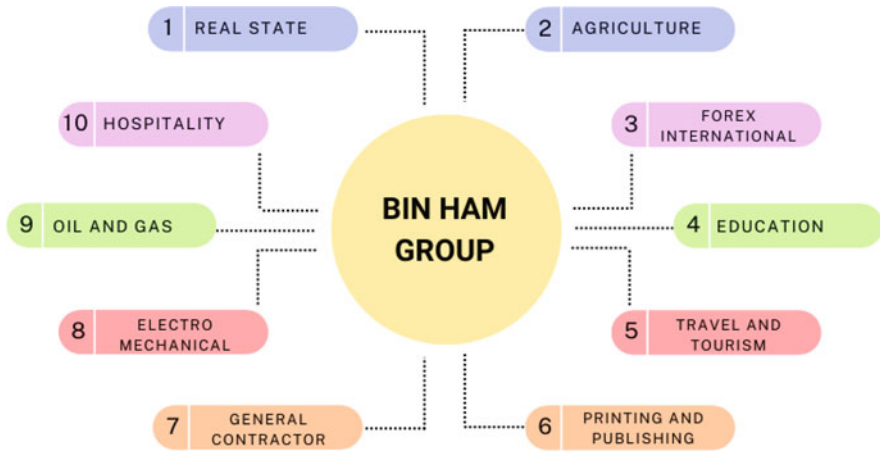 1 REAL STATE
2 AGRICULTURE
10 HOSPITALITY
3 FOREX
INTERNATIONAL
BIN HAM
GROUP
9 OIL AND GAS
4 EDUCATION
8 ELECTRO
MECHANICAL
5 TRAVEL AND
TOURISM
7 GENERAL
CONTRACTOR
6 PRINTING AND
PUBLISHING